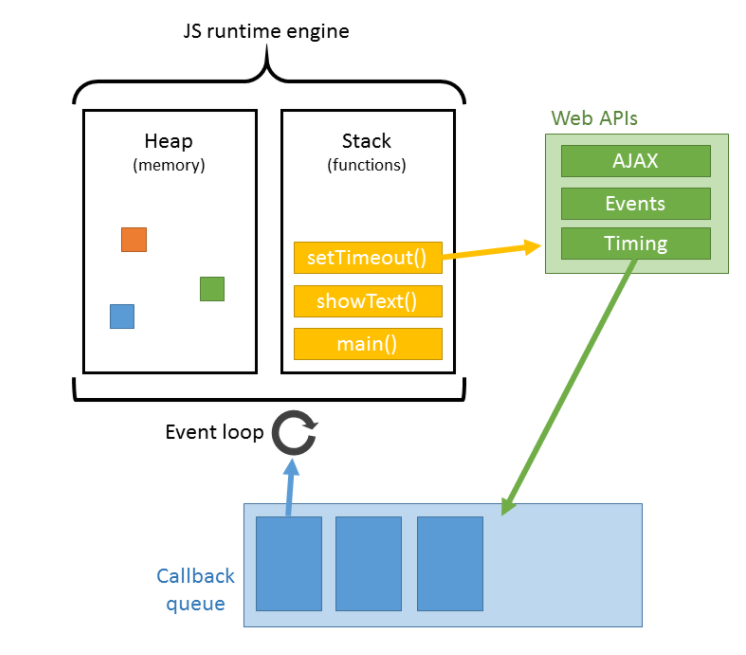 JS runtime engine
Heap
(memory)
Stack
(functions)
setTimeout()
showText()
main()
Web APIs
AJAX
Events
Timing
Event loop
Callback
queue